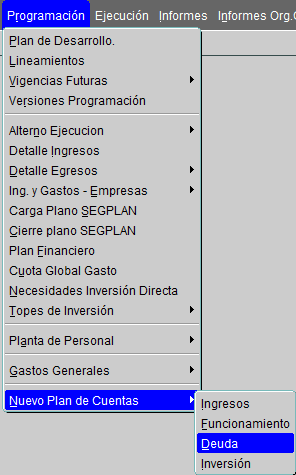 Programación Ejecución Informes Informes Org.
Plan de Desarrollo.
Lineamientos
Vigencias Futuras
Versiones Programación
Alterno Ejecucion
Detalle Ingresos
Detalle Egresos
Ing. y Gastos - Empresas
Carga Plano SEGPLAN
Cierre plano SEGPLAN
Plan Financiero
Cuota Global Gasto
Necesidades Inversión Directa
Topes de Inversión
Planta de Personal
Gastos Generales
Nuevo Plan de Cuentas
Ingresos
Funcionamiento
Deuda
Inversión